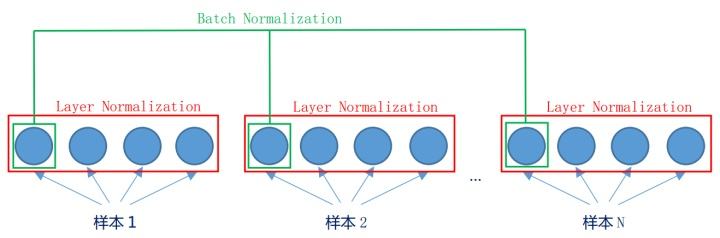 Batch Normalization
Layer Normalization
Layer Normalization
Layer Normalization
...
样本1
样本2
样本N